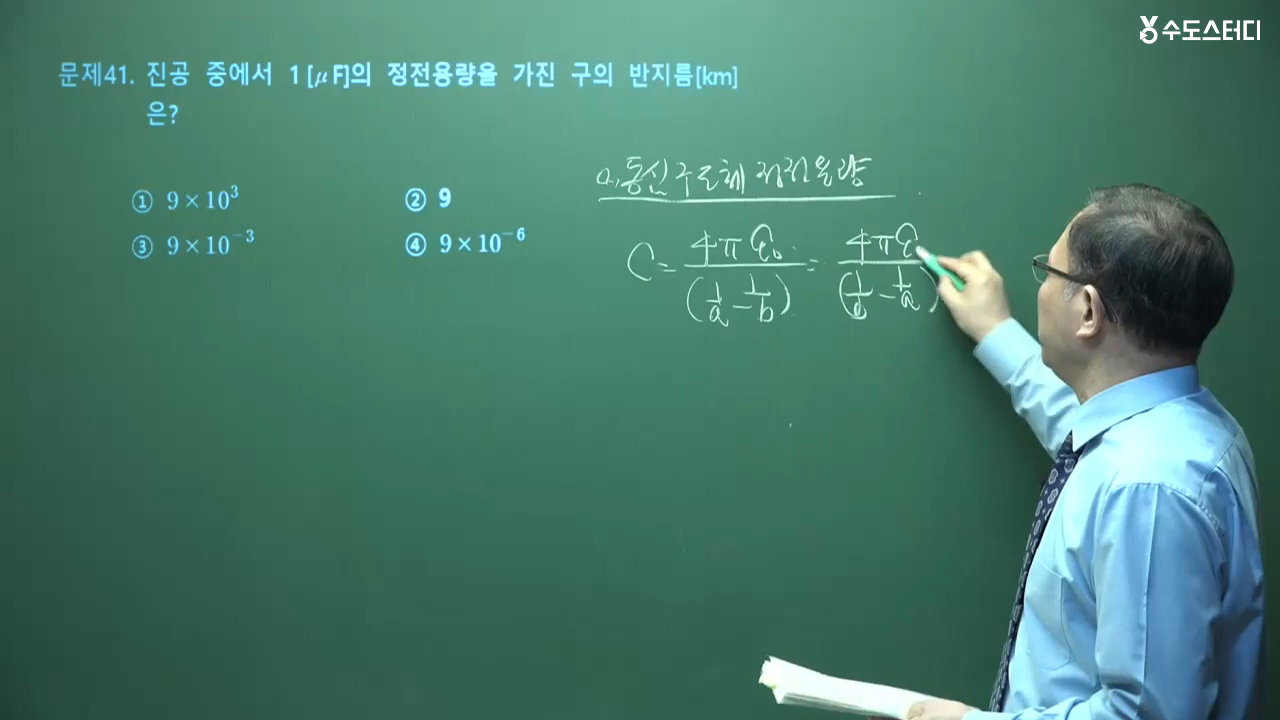 수도스터디
문제41. 진공 중에서 1[μF]의 정전용량을 가진 구의 반지름[km]
은?
① 9×10³ ② 9
③ 9×10⁻³ ④ 9×10⁻⁶
동신구도체 정전용량
C = 4πε₀ / (1/a − 1/b) = 4πε / (1/b − 1/a)